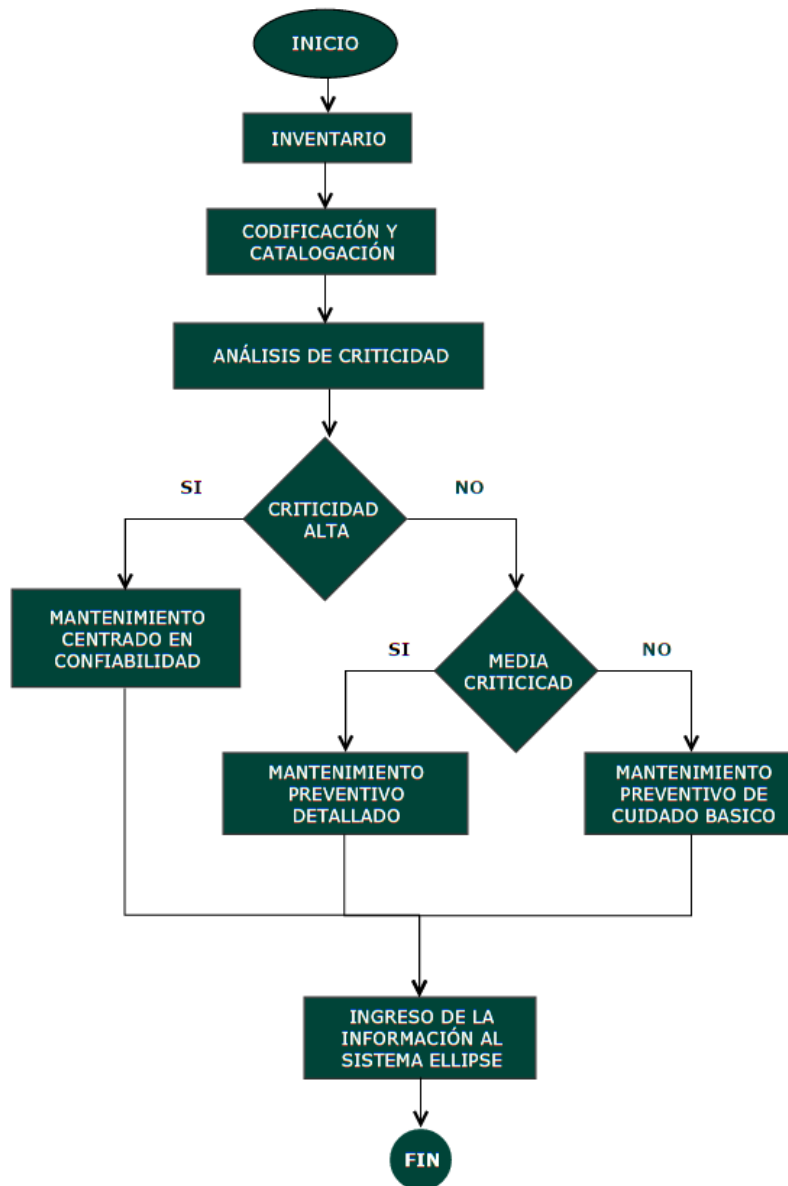 INICIO
INVENTARIO
CODIFICACIÓN Y
CATALOGACIÓN
ANÁLISIS DE CRITICIDAD
SI
NO
CRITICIDAD
ALTA
MANTENIMIENTO
CENTRADO EN
CONFIABILIDAD
SI
NO
MEDIA
CRITICICAD
MANTENIMIENTO
PREVENTIVO
DETALLADO
MANTENIMIENTO
PREVENTIVO DE
CUIDADO BASICO
INGRESO DE LA
INFORMACIÓN AL
SISTEMA ELLIPSE
FIN